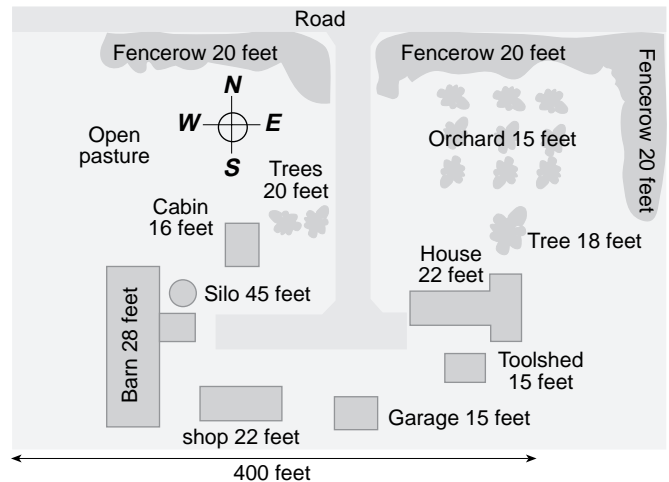 Road
Fencerow 20 feet
Fencerow 20 feet
Fencerow 20 feet
N
W
E
S
Open
pasture
Trees
20 feet
Orchard 15 feet
Cabin
16 feet
Tree 18 feet
House
22 feet
Silo 45 feet
Barn 28 feet
Toolshed
15 feet
Garage 15 feet
shop 22 feet
400 feet